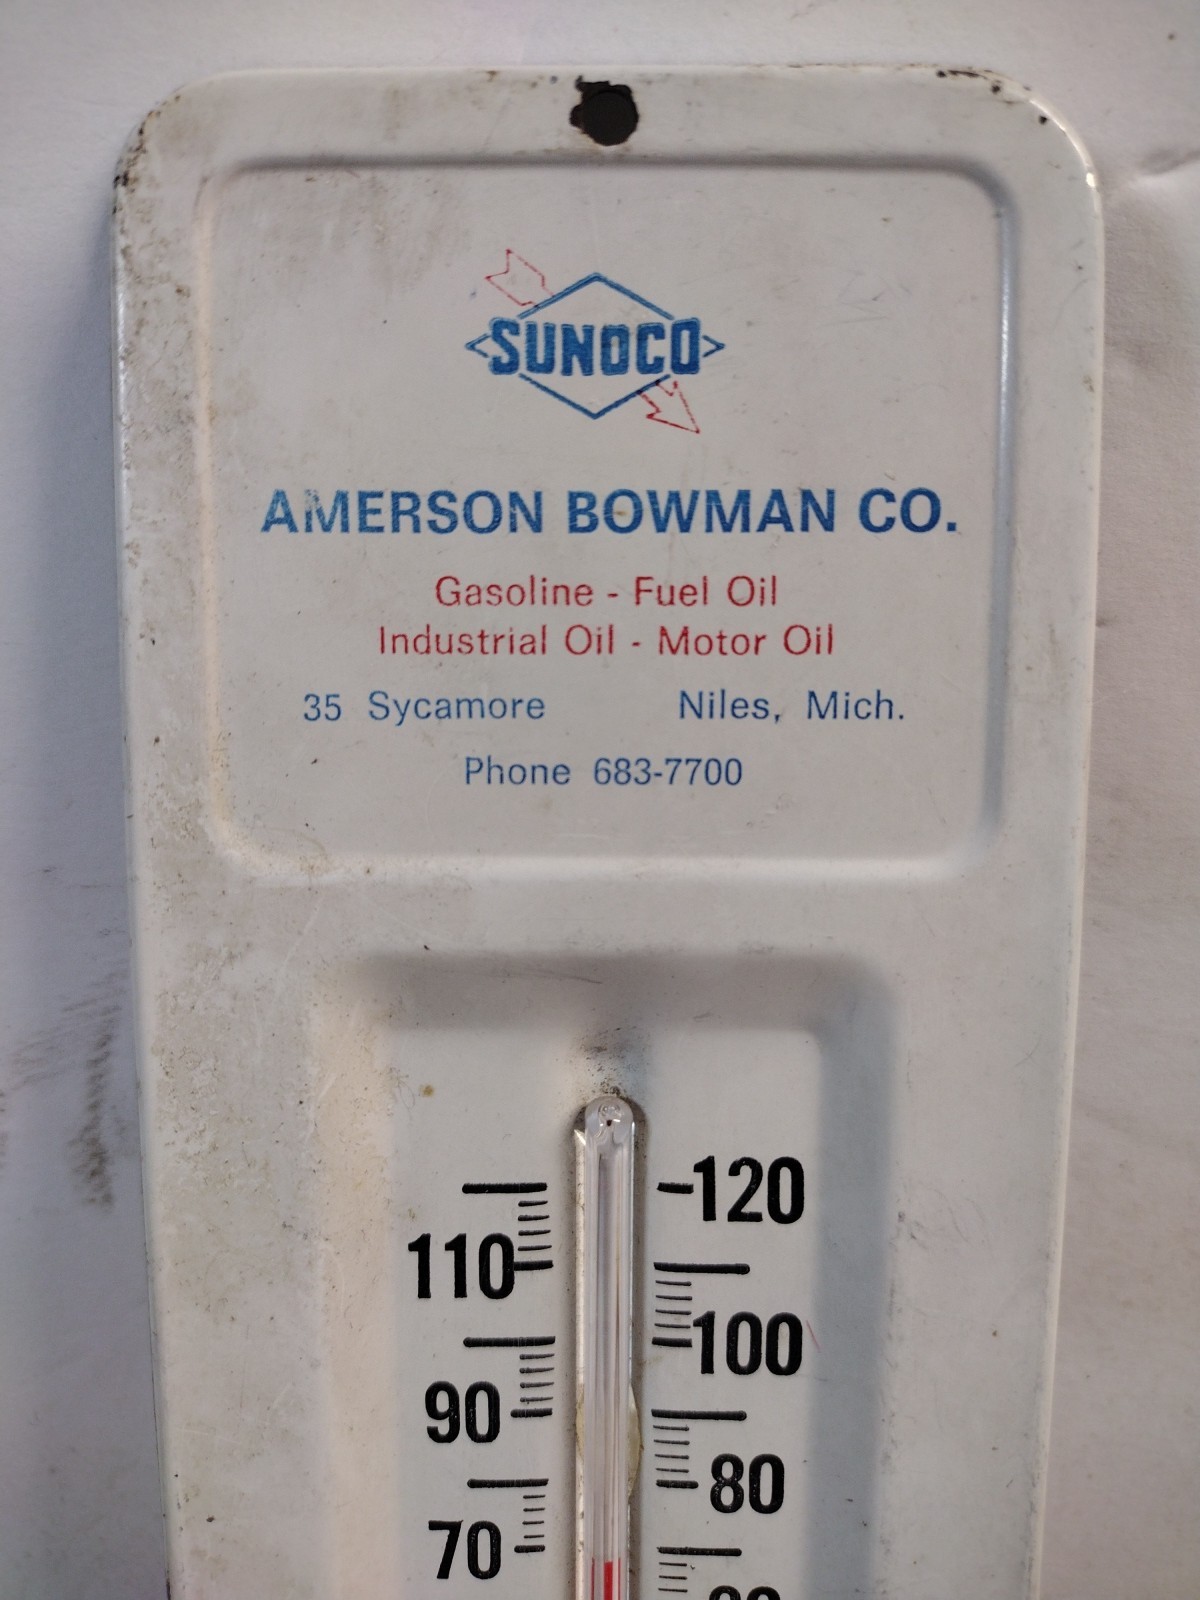 SUNOCO
AMERSON BOWMAN CO.
Gasoline - Fuel Oil
Industrial Oil - Motor Oil
35 Sycamore Niles, Mich.
Phone 683-7700
120
110
100
90
80
70